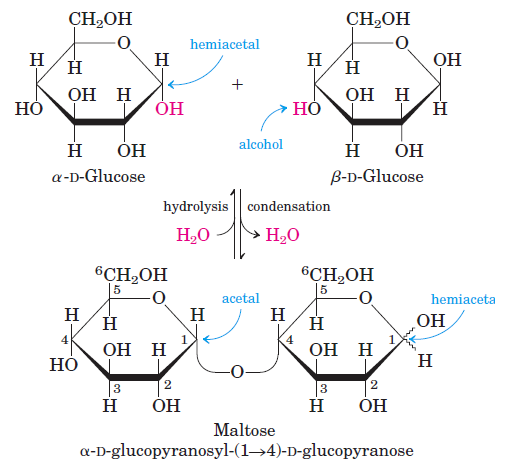 CH₂OH CH₂OH
O hemiacetal O
H H H OH
H H
OH H + OH H
HO OH HO H
alcohol
H OH H OH
α-D-Glucose β-D-Glucose
hydrolysis condensation
H₂O H₂O
⁶CH₂OH ⁶CH₂OH
5 O acetal 5 O hemiaceta
H H H OH
H H
4 OH H 1 4 OH H 1
HO O H
3 2 3 2
H OH H OH
Maltose
α-D-glucopyranosyl-(1→4)-D-glucopyranose